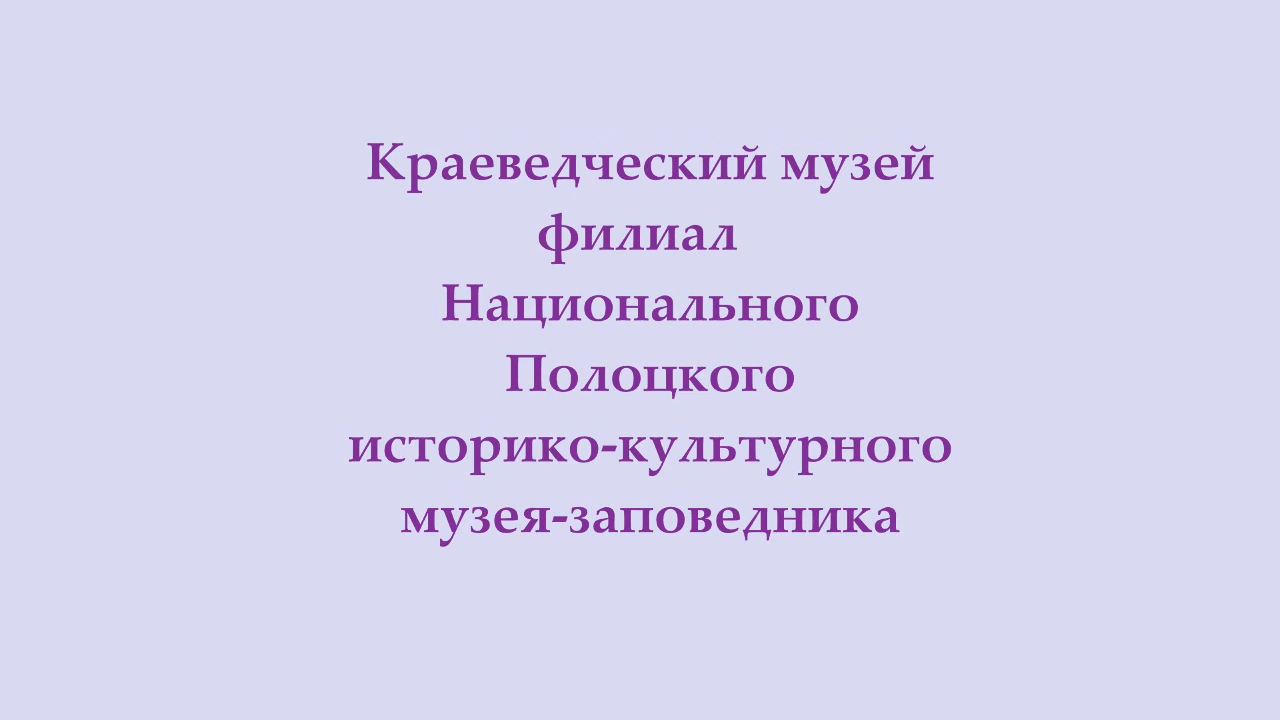 Краеведческий музей
филиал
Национального
Полоцкого
историко-культурного
музея-заповедника